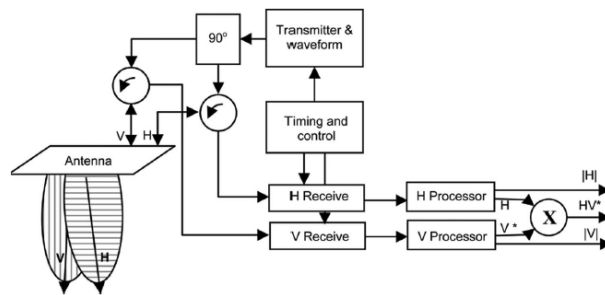 90°
Transmitter &
waveform
V
H
Timing and
control
Antenna
H Receive
H Processor
|H|
H
X
HV*
V Receive
V Processor
V *
|V|
V
H